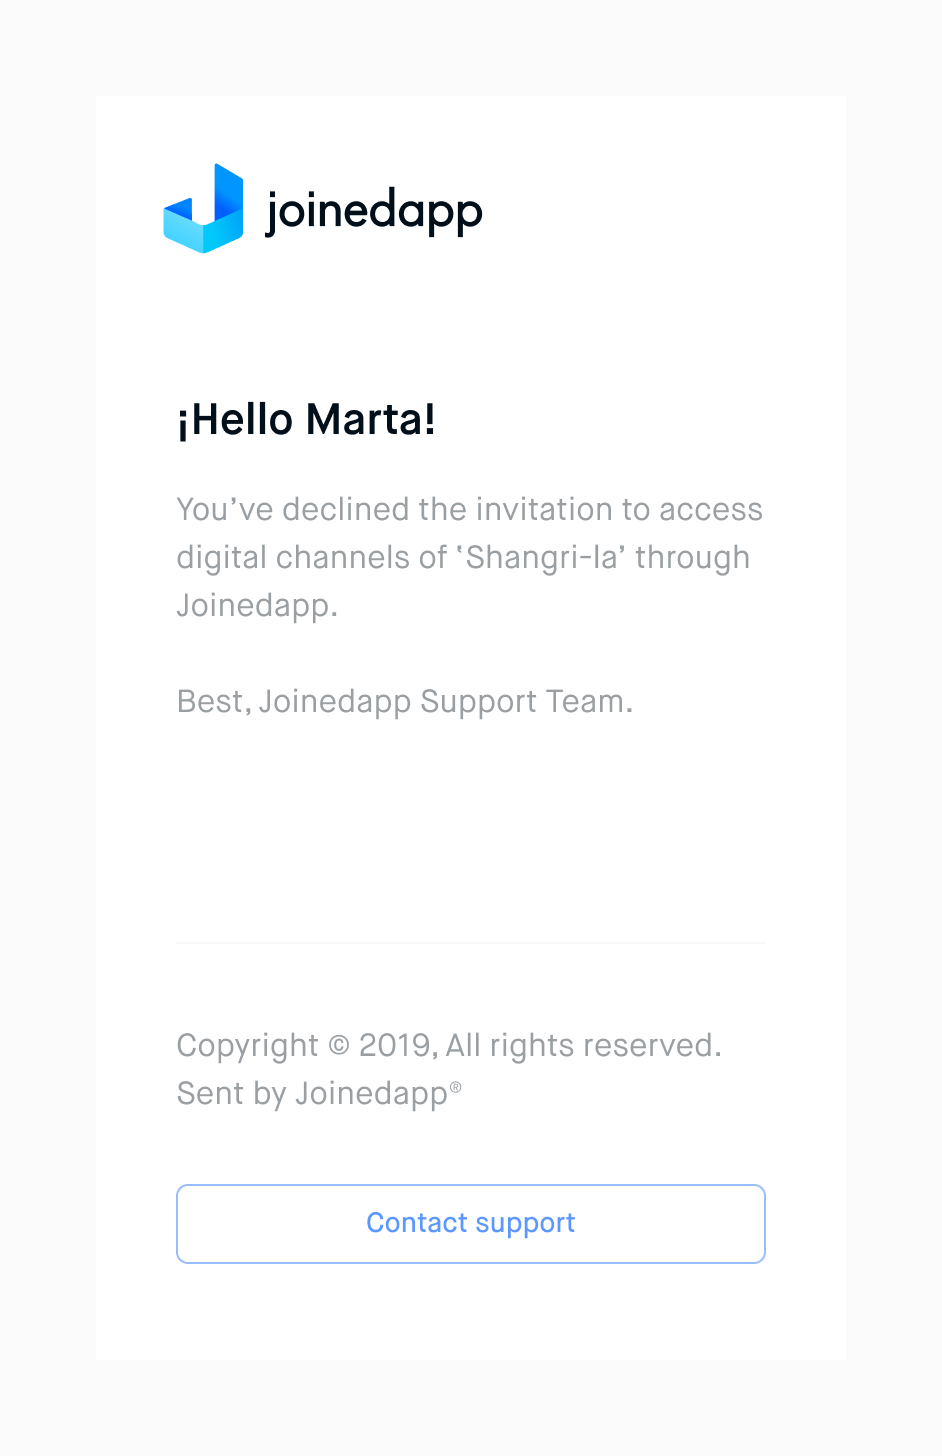 joinedapp
¡Hello Marta!
You’ve declined the invitation to access
digital channels of ‘Shangri-la’ through
Joinedapp.
Best, Joinedapp Support Team.
Copyright © 2019, All rights reserved.
Sent by Joinedapp®
Contact support